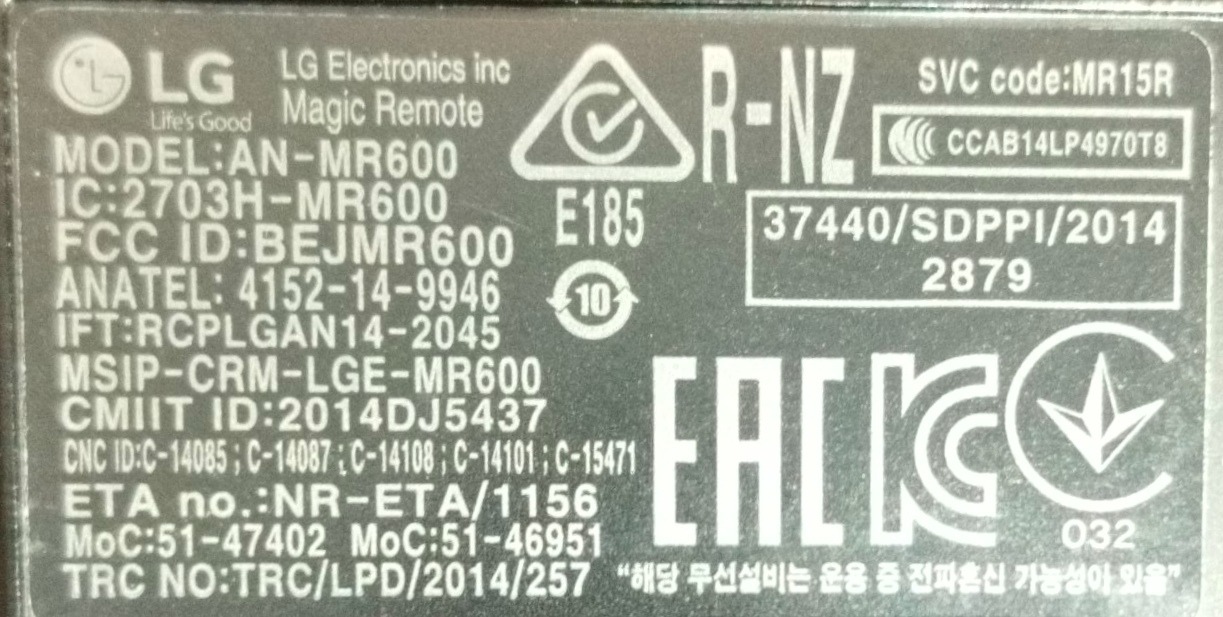 LG
Life's Good
LG Electronics inc
Magic Remote
MODEL:AN-MR600
IC:2703H-MR600
FCC ID:BEJMR600
ANATEL: 4152-14-9946
IFT:RCPLGAN14-2045
MSIP-CRM-LGE-MR600
CMIIT ID:2014DJ5437
CNC ID:C-14085 ; C-14087 ; C-14108 ; C-14101 ; C-15471
ETA no.:NR-ETA/1156
MoC:51-47402 MoC:51-46951
TRC NO:TRC/LPD/2014/257
E185
10
R-NZ
SVC code:MR15R
CCAB14LP4970T8
37440/SDPPI/2014
2879
EAC
KC
032
"해당 무선설비는 운용 중 전파혼신 가능성이 있음"